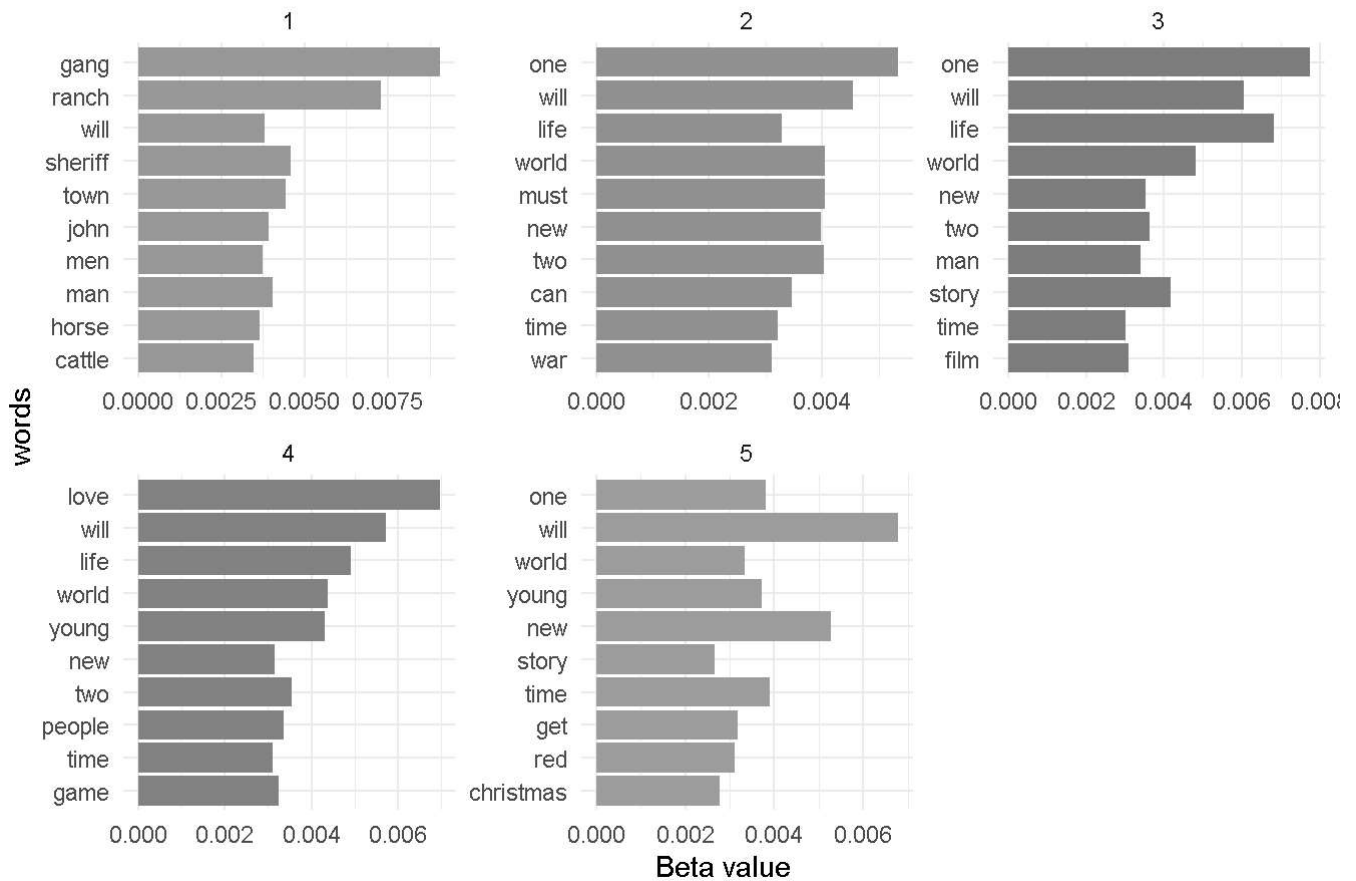 1
gang
ranch
will
sheriff
town
john
men
man
horse
cattle
0.0000 0.0025 0.0050 0.0075
2
one
will
life
world
must
new
two
can
time
war
0.000 0.002 0.004
3
one
will
life
world
new
two
man
story
time
film
0.000 0.002 0.004 0.006 0.008
words
4
love
will
life
world
young
new
two
people
time
game
0.000 0.002 0.004 0.006
5
one
will
world
young
new
story
time
get
red
christmas
0.000 0.002 0.004 0.006
Beta value